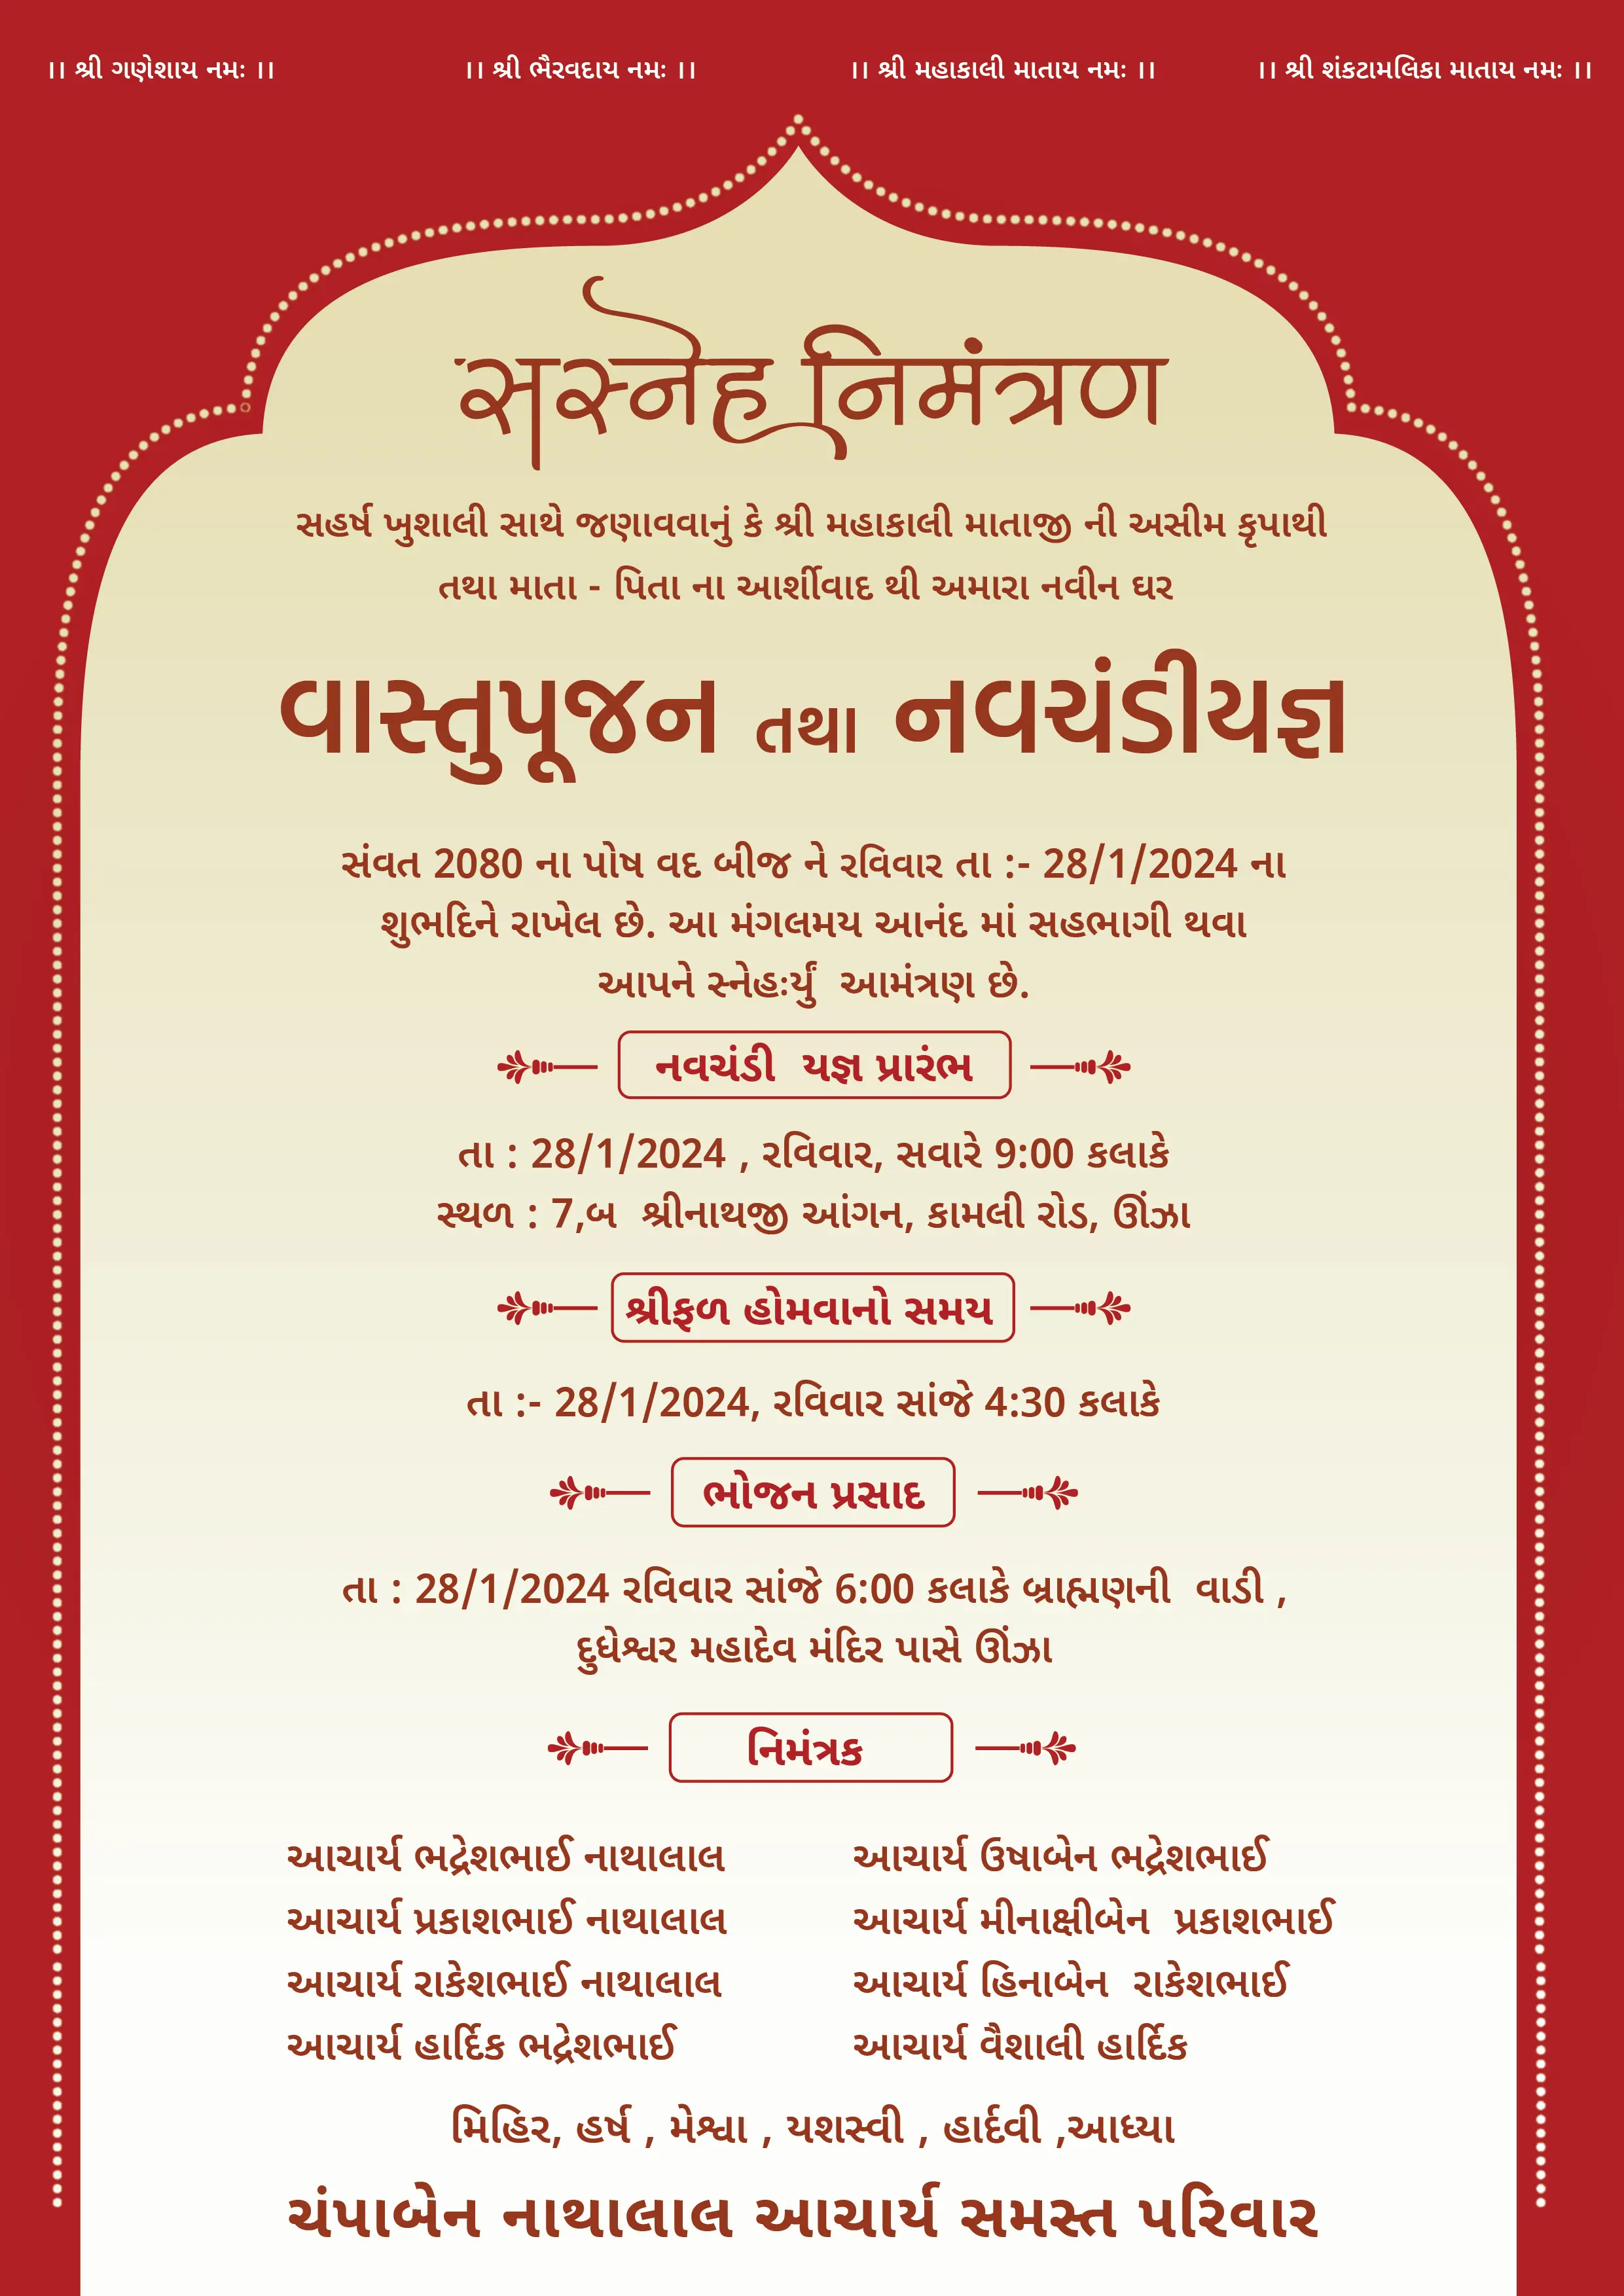 ।। શ્રી ગણેશાય નમઃ ।। ।। શ્રી ભૈરવદાય નમઃ ।। ।। શ્રી મહાકાલી માતાય નમઃ ।। ।। શ્રી શંકટામલિકા માતાય નમઃ ।।
सस्नेह निमंत्रण
સહર્ષ ખુશાલી સાથે જણાવવાનું કે શ્રી મહાકાલી માતાજી ની અસીમ કૃપાથી
તથા માતા - પિતા ના આર્શીવાદ થી અમારા નવીન ઘર
વાસ્તુપૂજન તથા નવચંડીયજ્ઞ
સંવત 2080 ના પોષ વદ બીજ ને રવિવાર તા :- 28/1/2024 ના
શુભદિને રાખેલ છે. આ મંગલમય આનંદ માં સહભાગી થવા
આપને સ્નેહઃર્યું આમંત્રણ છે.
નવચંડી યજ્ઞ પ્રારંભ
તા : 28/1/2024 , રવિવાર, સવારે 9:00 કલાકે
સ્થળ : 7,બ શ્રીનાથજી આંગન, કામલી રોડ, ઊંઝા
શ્રીફળ હોમવાનો સમય
તા :- 28/1/2024, રવિવાર સાંજે 4:30 કલાકે
ભોજન પ્રસાદ
તા : 28/1/2024 રવિવાર સાંજે 6:00 કલાકે બ્રાહ્મણની વાડી ,
દુધેશ્વર મહાદેવ મંદિર પાસે ઊંઝા
નિમંત્રક
આચાર્ય ભદ્રેશભાઈ નાથાલાલ આચાર્ય ઉષાબેન ભદ્રેશભાઈ
આચાર્ય પ્રકાશભાઈ નાથાલાલ આચાર્ય મીનાક્ષીબેન પ્રકાશભાઈ
આચાર્ય રાકેશભાઈ નાથાલાલ આચાર્ય હિનાબેન રાકેશભાઈ
આચાર્ય હાર્દિક ભદ્રેશભાઈ આચાર્ય વૈશાલી હાર્દિક
મિહિર, હર્ષ , મેશ્વા , યશસ્વી , હાર્દવી ,આધ્યા
ચંપાબેન નાથાલાલ આચાર્ય સમસ્ત પરિવાર